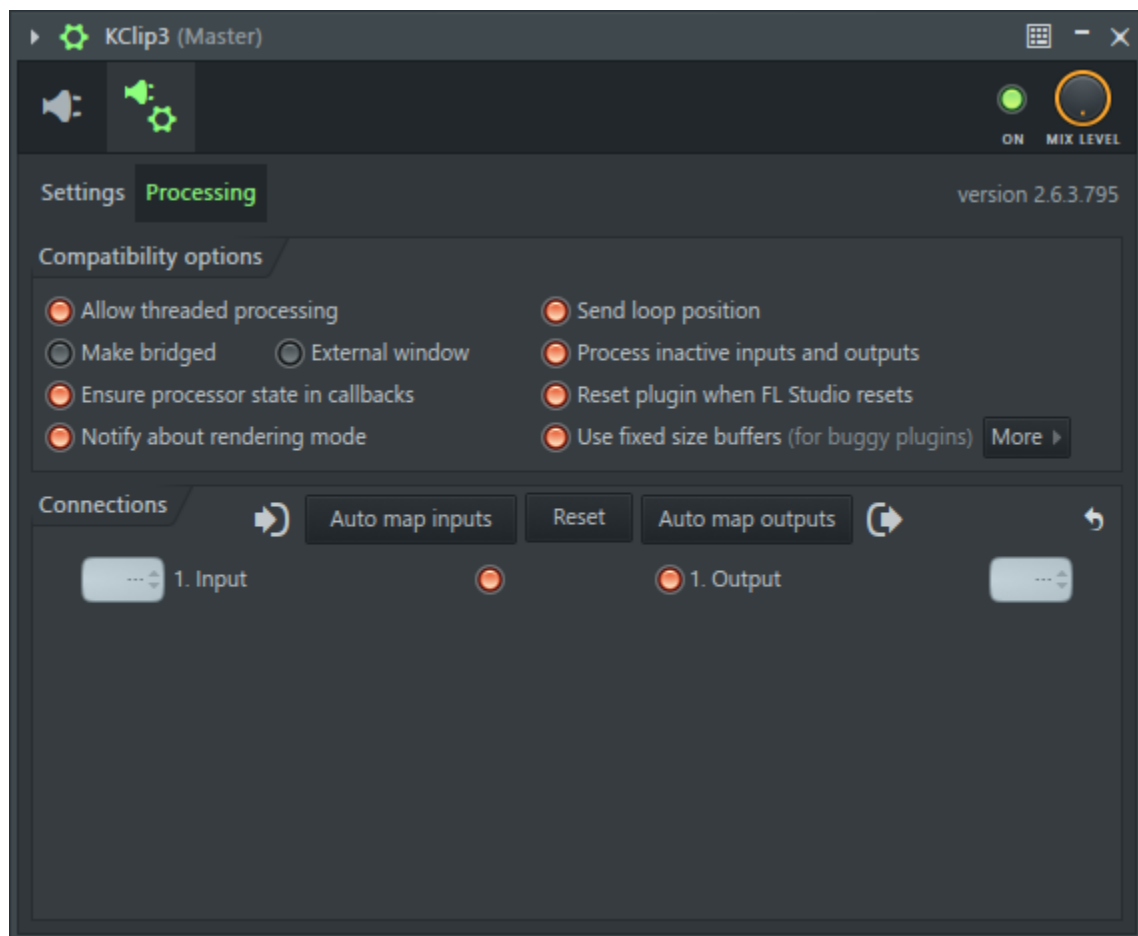 KClip3 (Master)
ON MIX LEVEL
Settings Processing version 2.6.3.795
Compatibility options
Allow threaded processing Send loop position
Make bridged External window Process inactive inputs and outputs
Ensure processor state in callbacks Reset plugin when FL Studio resets
Notify about rendering mode Use fixed size buffers (for buggy plugins) More
Connections Auto map inputs Reset Auto map outputs
--- 1. Input 1. Output ---